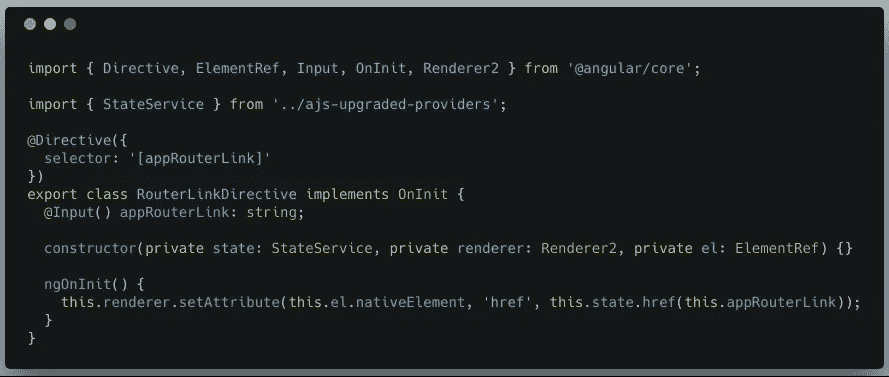 import { Directive, ElementRef, Input, OnInit, Renderer2 } from '@angular/core';
import { StateService } from '../ajs-upgraded-providers';
@Directive({
selector: '[appRouterLink]'
})
export class RouterLinkDirective implements OnInit {
@Input() appRouterLink: string;
constructor(private state: StateService, private renderer: Renderer2, private el: ElementRef) {}
ngOnInit() {
this.renderer.setAttribute(this.el.nativeElement, 'href', this.state.href(this.appRouterLink));
}
}